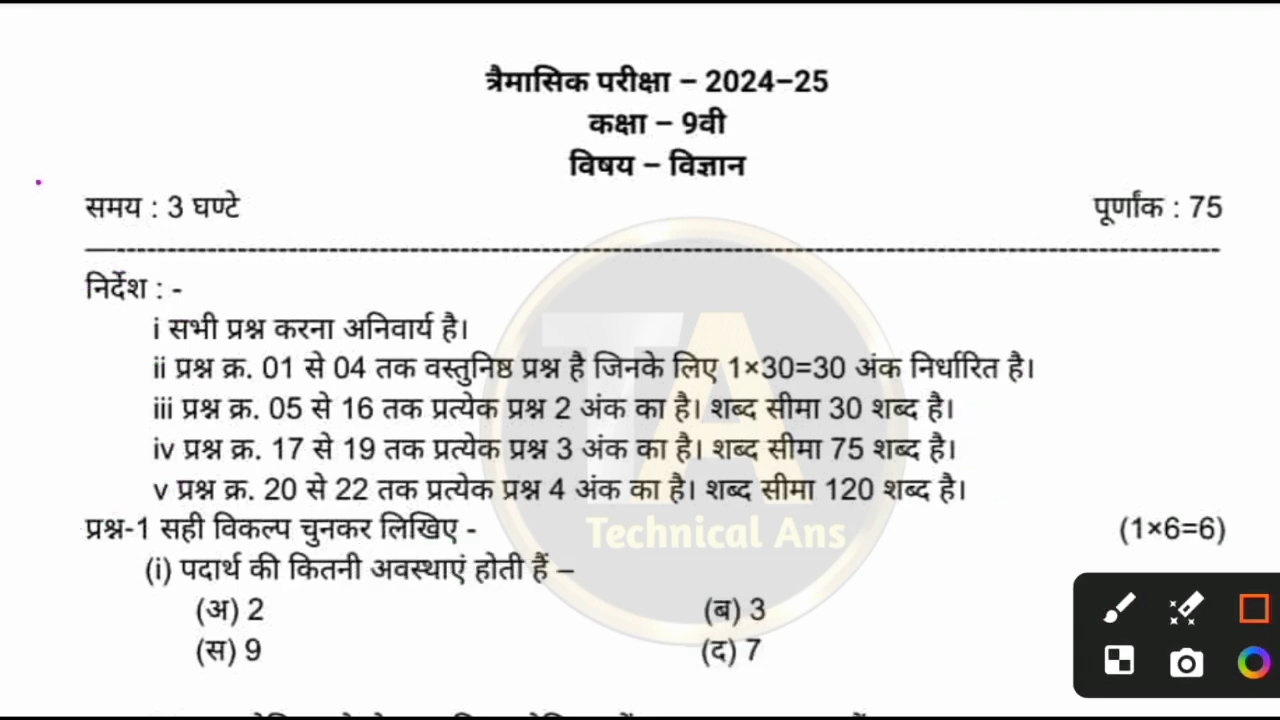 त्रैमासिक परीक्षा – 2024–25
कक्षा – 9वी
विषय – विज्ञान
समय : 3 घण्टे पूर्णांक : 75
निर्देश : -
i सभी प्रश्न करना अनिवार्य है।
ii प्रश्न क्र. 01 से 04 तक वस्तुनिष्ठ प्रश्न है जिनके लिए 1×30=30 अंक निर्धारित है।
iii प्रश्न क्र. 05 से 16 तक प्रत्येक प्रश्न 2 अंक का है। शब्द सीमा 30 शब्द है।
iv प्रश्न क्र. 17 से 19 तक प्रत्येक प्रश्न 3 अंक का है। शब्द सीमा 75 शब्द है।
v प्रश्न क्र. 20 से 22 तक प्रत्येक प्रश्न 4 अंक का है। शब्द सीमा 120 शब्द है।
TA
Technical Ans
प्रश्न-1 सही विकल्प चुनकर लिखिए - (1×6=6)
(i) पदार्थ की कितनी अवस्थाएं होती हैं –
(अ) 2 (ब) 3
(स) 9 (द) 7